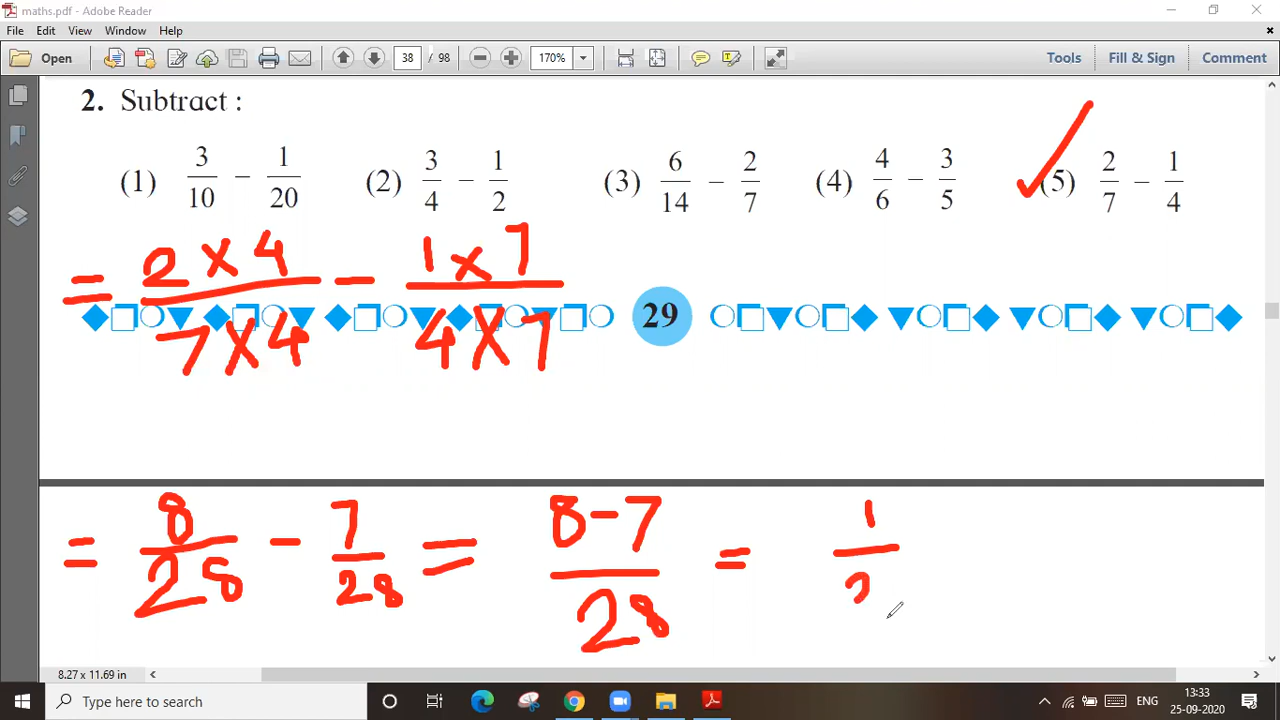 maths.pdf - Adobe Reader
File Edit View Window Help
Open 38 / 98 170% Tools Fill & Sign Comment
2. Subtract :
(1) 3/10 − 1/20 (2) 3/4 − 1/2 (3) 6/14 − 2/7 (4) 4/6 − 3/5 (5) 2/7 − 1/4
= 2 × 4 / 7 × 4 − 1 × 7 / 4 × 7
29
= 8/28 − 7/28 = 8 − 7 / 28 = 1/2
8.27 x 11.69 in
Type here to search ENG 13:33
25-09-2020